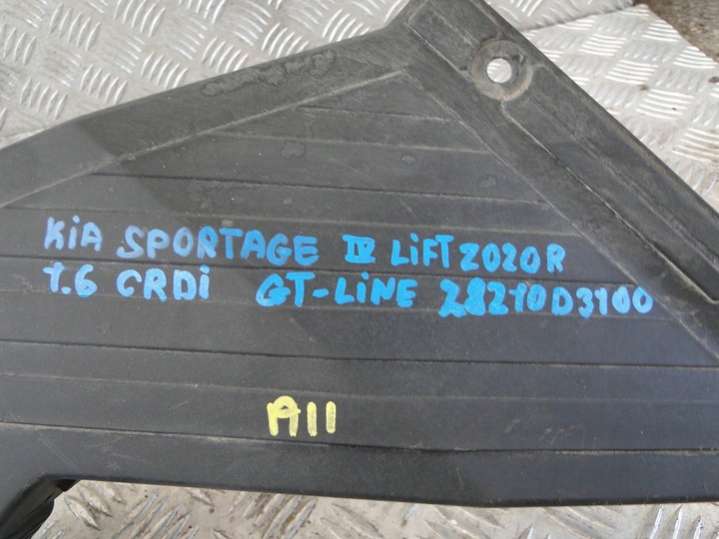 KiA SPORTAGE IV LiFT 2020R
1.6 CRDi GT-LiNE 28210D3100
A11